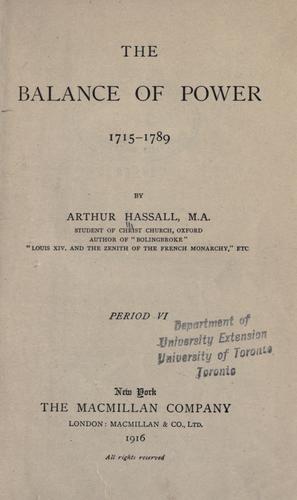 THE
BALANCE OF POWER
1715–1789
BY
ARTHUR HASSALL, M.A.
STUDENT OF CHRIST CHURCH, OXFORD
AUTHOR OF "BOLINGBROKE"
"LOUIS XIV. AND THE ZENITH OF THE FRENCH MONARCHY," ETC
PERIOD VI
Department of
University Extension
University of Toronto
Toronto
New York
THE MACMILLAN COMPANY
LONDON: MACMILLAN & CO., LTD.
1916
All rights reserved